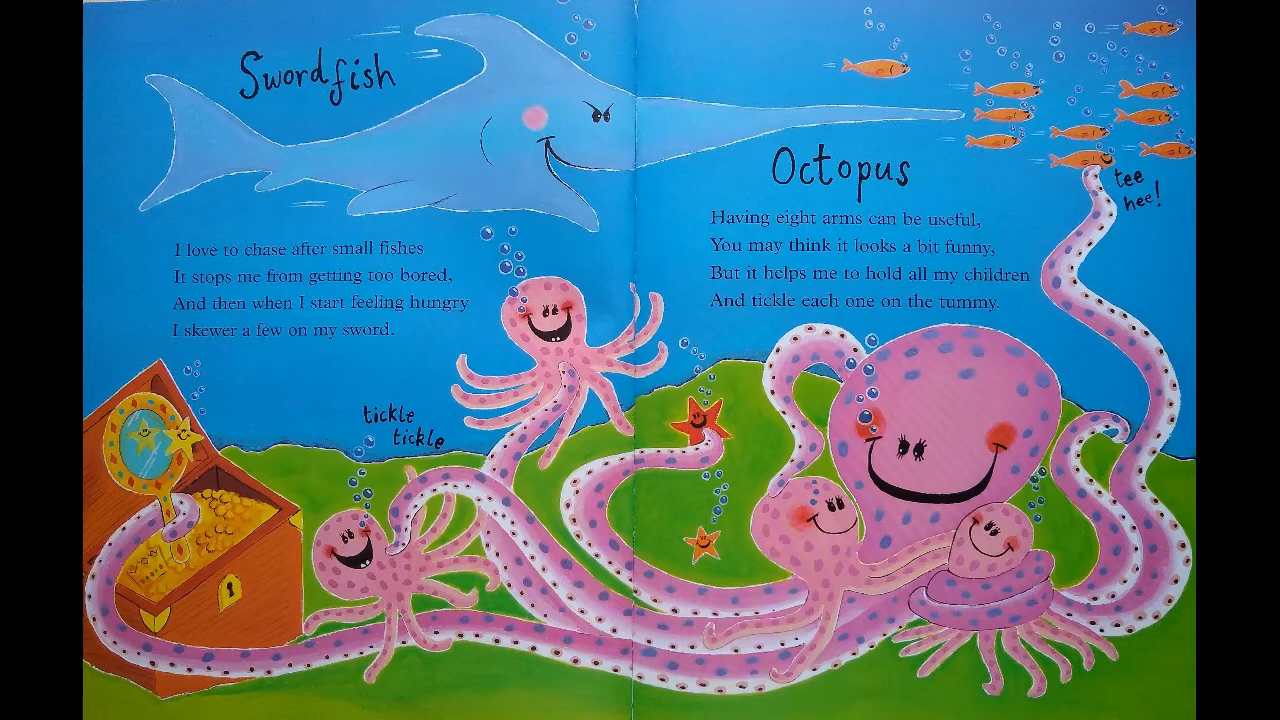 Swordfish
I love to chase after small fishes
It stops me from getting too bored,
And then when I start feeling hungry
I skewer a few on my sword.
tickle
tickle
Octopus
Having eight arms can be useful,
You may think it looks a bit funny,
But it helps me to hold all my children
And tickle each one on the tummy.
tee
hee!